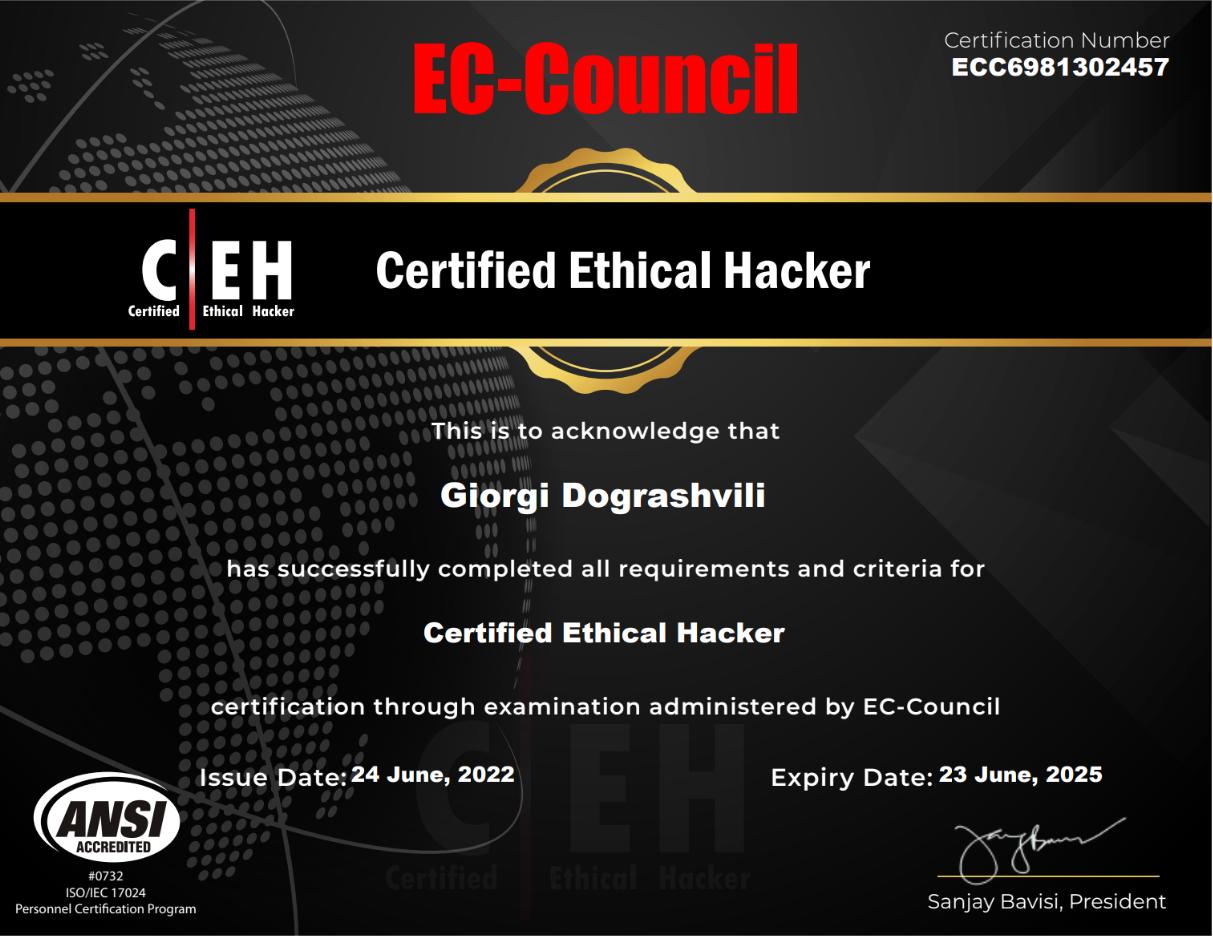 EC-Council
Certification Number
ECC6981302457
C EH
Certified Ethical Hacker
Certified Ethical Hacker
This is to acknowledge that
Giorgi Dograshvili
has successfully completed all requirements and criteria for
Certified Ethical Hacker
certification through examination administered by EC-Council
Issue Date: 24 June, 2022
Expiry Date: 23 June, 2025
C EH
Certified Ethical Hacker
ANSI
ACCREDITED
#0732
ISO/IEC 17024
Personnel Certification Program
Sanjay Bavisi, President